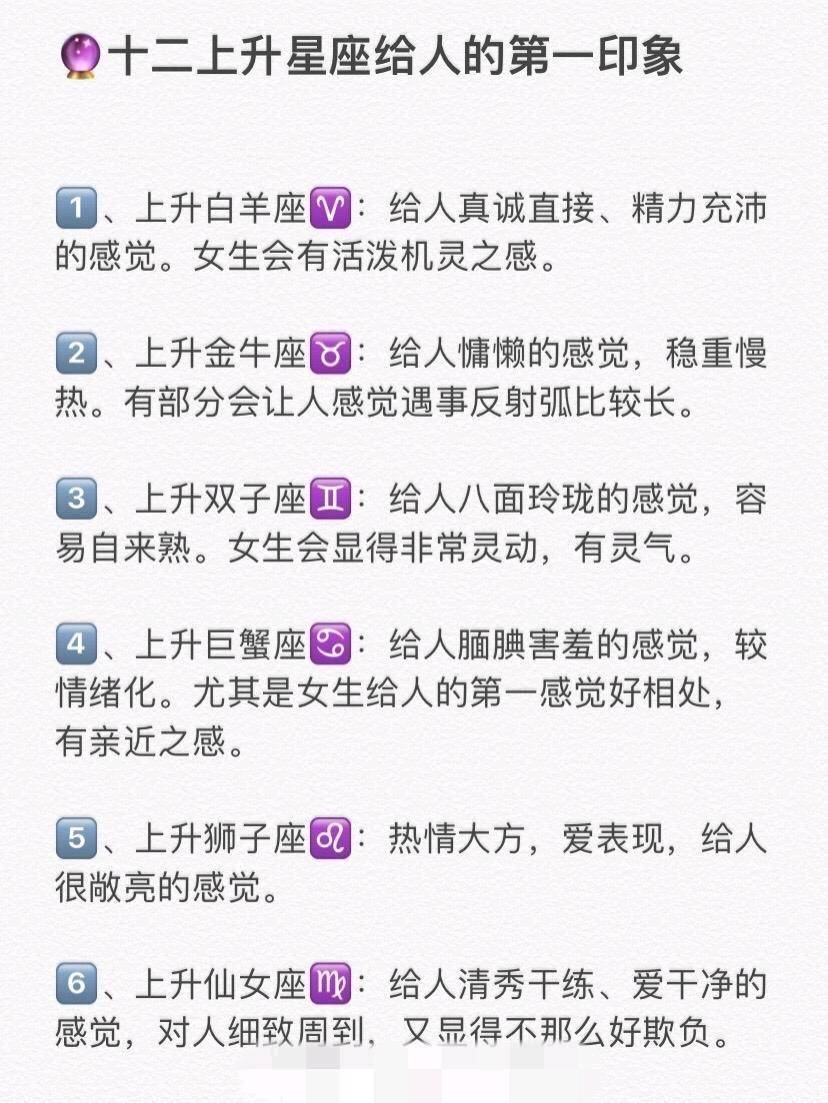 🔮十二上升星座给人的第一印象
1️⃣、上升白羊座♈：给人真诚直接、精力充沛
的感觉。女生会有活泼机灵之感。
2️⃣、上升金牛座♉：给人慵懒的感觉，稳重慢
热。有部分会让人感觉遇事反射弧比较长。
3️⃣、上升双子座♊：给人八面玲珑的感觉，容
易自来熟。女生会显得非常灵动，有灵气。
4️⃣、上升巨蟹座♋：给人腼腆害羞的感觉，较
情绪化。尤其是女生给人的第一感觉好相处，
有亲近之感。
5️⃣、上升狮子座♌：热情大方，爱表现，给人
很敞亮的感觉。
6️⃣、上升仙女座♍：给人清秀干练、爱干净的
感觉，对人细致周到，又显得不那么好欺负。